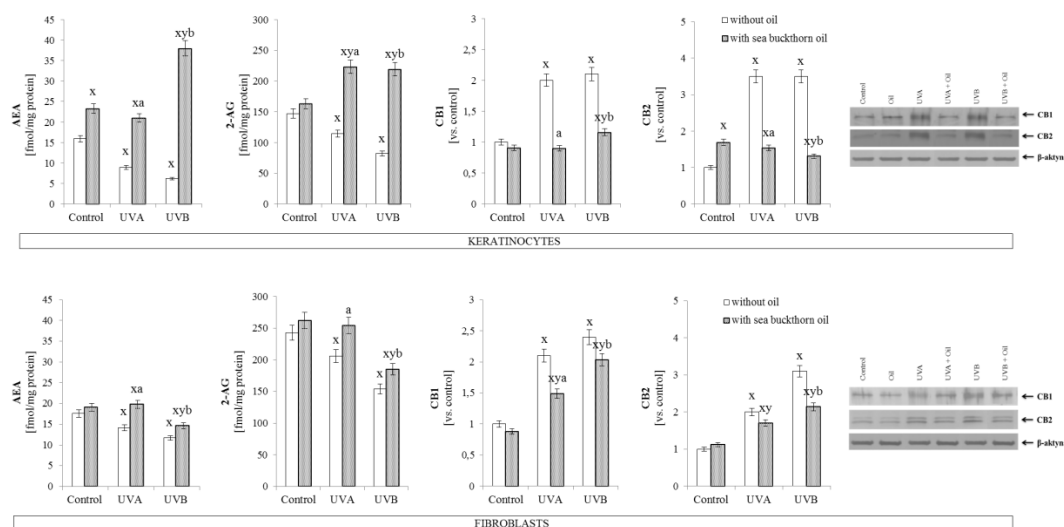 AEA
[fmol/mg protein]
45
40
35
30
25
20
15
10
5
0
x
x
xa
x
xyb
Control UVA UVB
2-AG
[fmol/mg protein]
300
250
200
150
100
50
0
x
xya
x
xyb
Control UVA UVB
CB1
[vs. control]
3
2,5
2
1,5
1
0,5
0
x
a
x
xyb
Control UVA UVB
CB2
[vs. control]
5
4
3
2
1
0
x
x
xa
x
xyb
Control UVA UVB
without oil
with sea buckthorn oil
Control
Oil
UVA
UVA + Oil
UVB
UVB + Oil
CB1
CB2
β-aktyn
KERATINOCYTES
AEA
[fmol/mg protein]
45
40
35
30
25
20
15
10
5
0
x
xa
x
xyb
Control UVA UVB
2-AG
[fmol/mg protein]
300
250
200
150
100
50
0
x
a
x
xyb
Control UVA UVB
CB1
[vs. control]
3
2,5
2
1,5
1
0,5
0
x
xya
x
xyb
Control UVA UVB
CB2
[vs. control]
5
4
3
2
1
0
x
xy
x
xyb
Control UVA UVB
without oil
with sea buckthorn oil
Control
Oil
UVA
UVA + Oil
UVB
UVB + Oil
CB1
CB2
β-aktyn
FIBROBLASTS